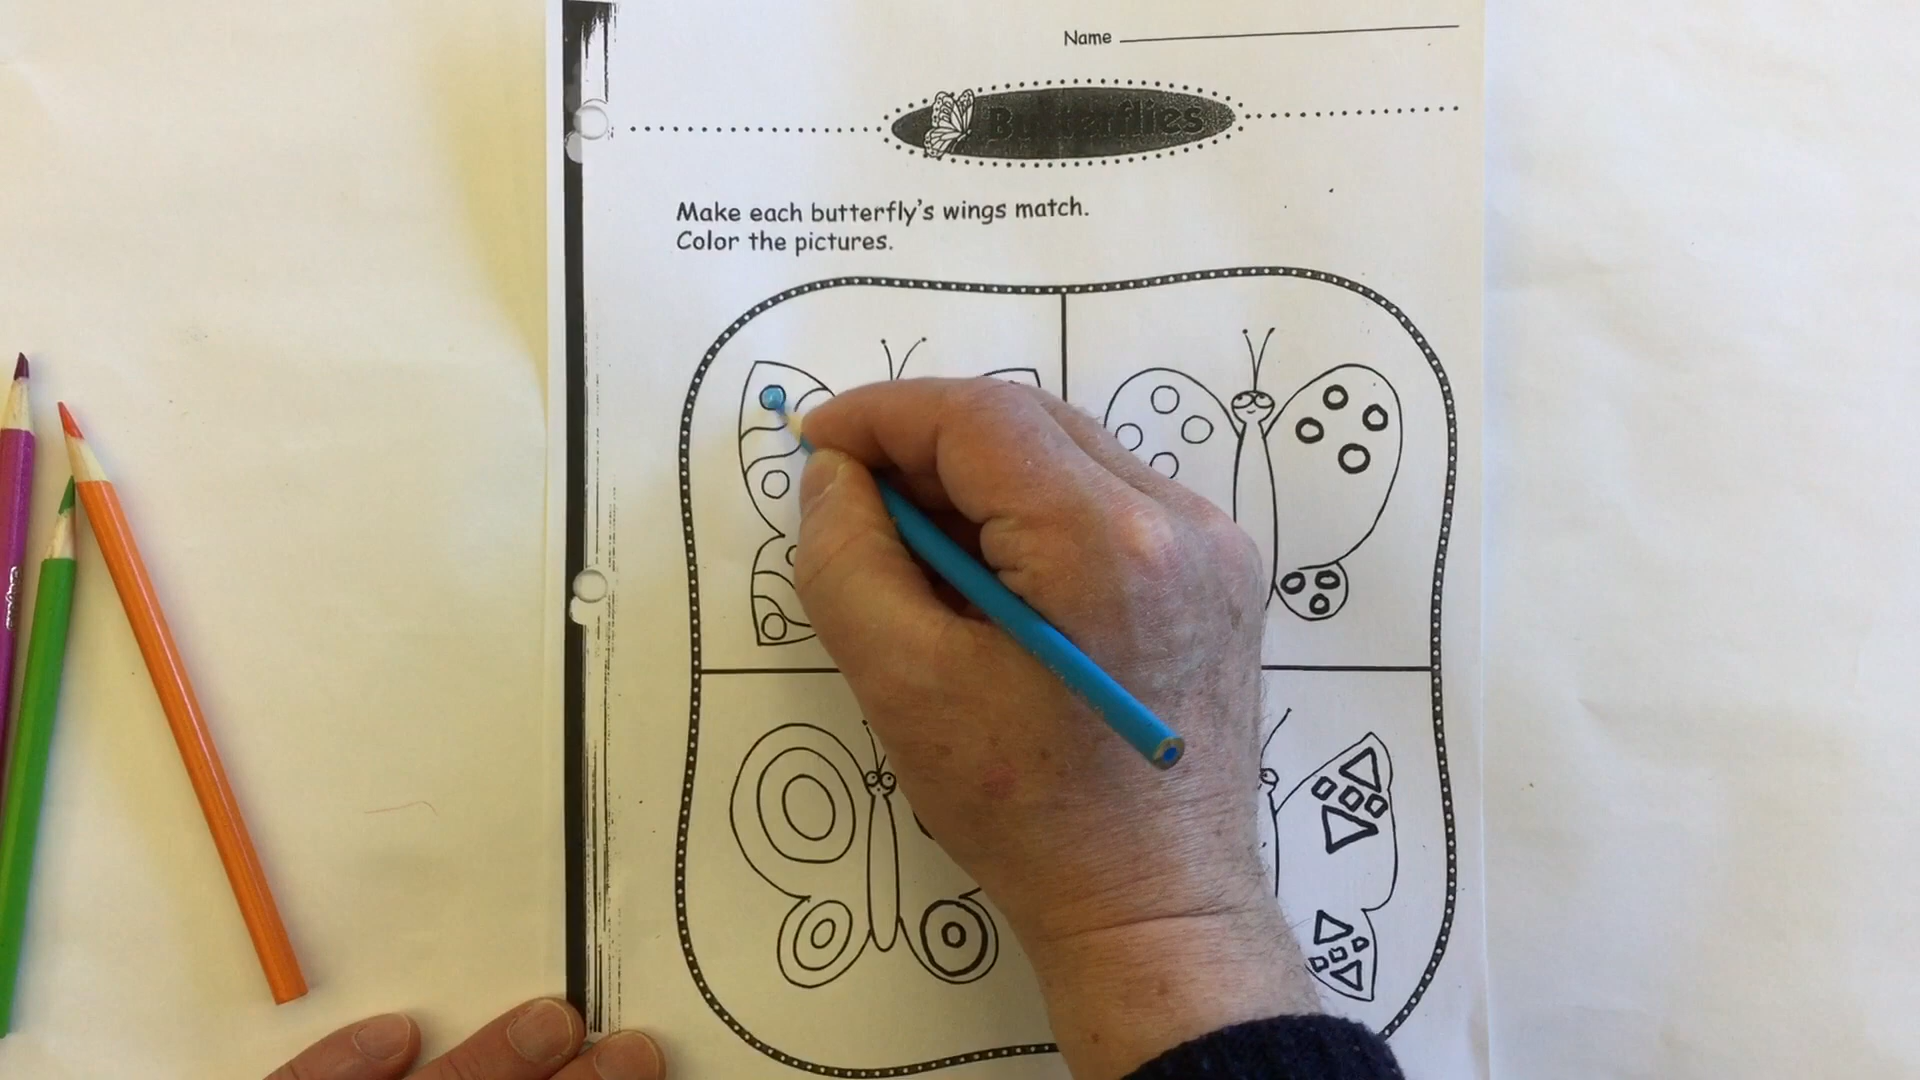 Name
Butterflies
Make each butterfly's wings match.
Color the pictures.